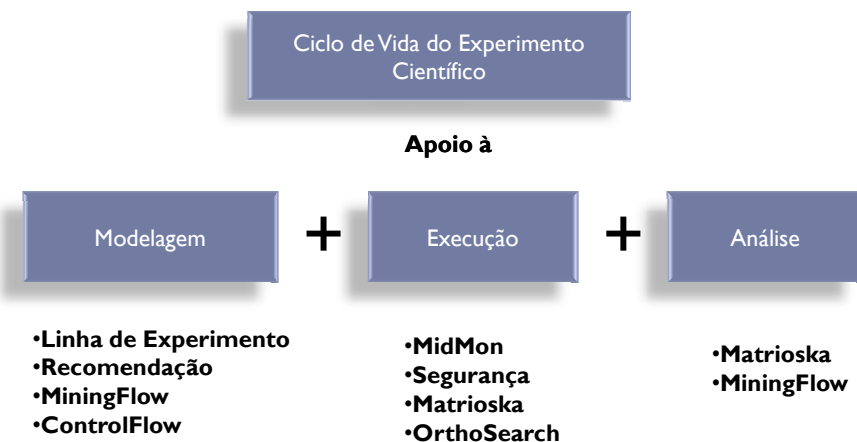 Ciclo de Vida do Experimento
Científico
Apoio à
Modelagem + Execução + Análise
•Linha de Experimento
•Recomendação
•MiningFlow
•ControlFlow
•MidMon
•Segurança
•Matrioska
•OrthoSearch
•Matrioska
•MiningFlow